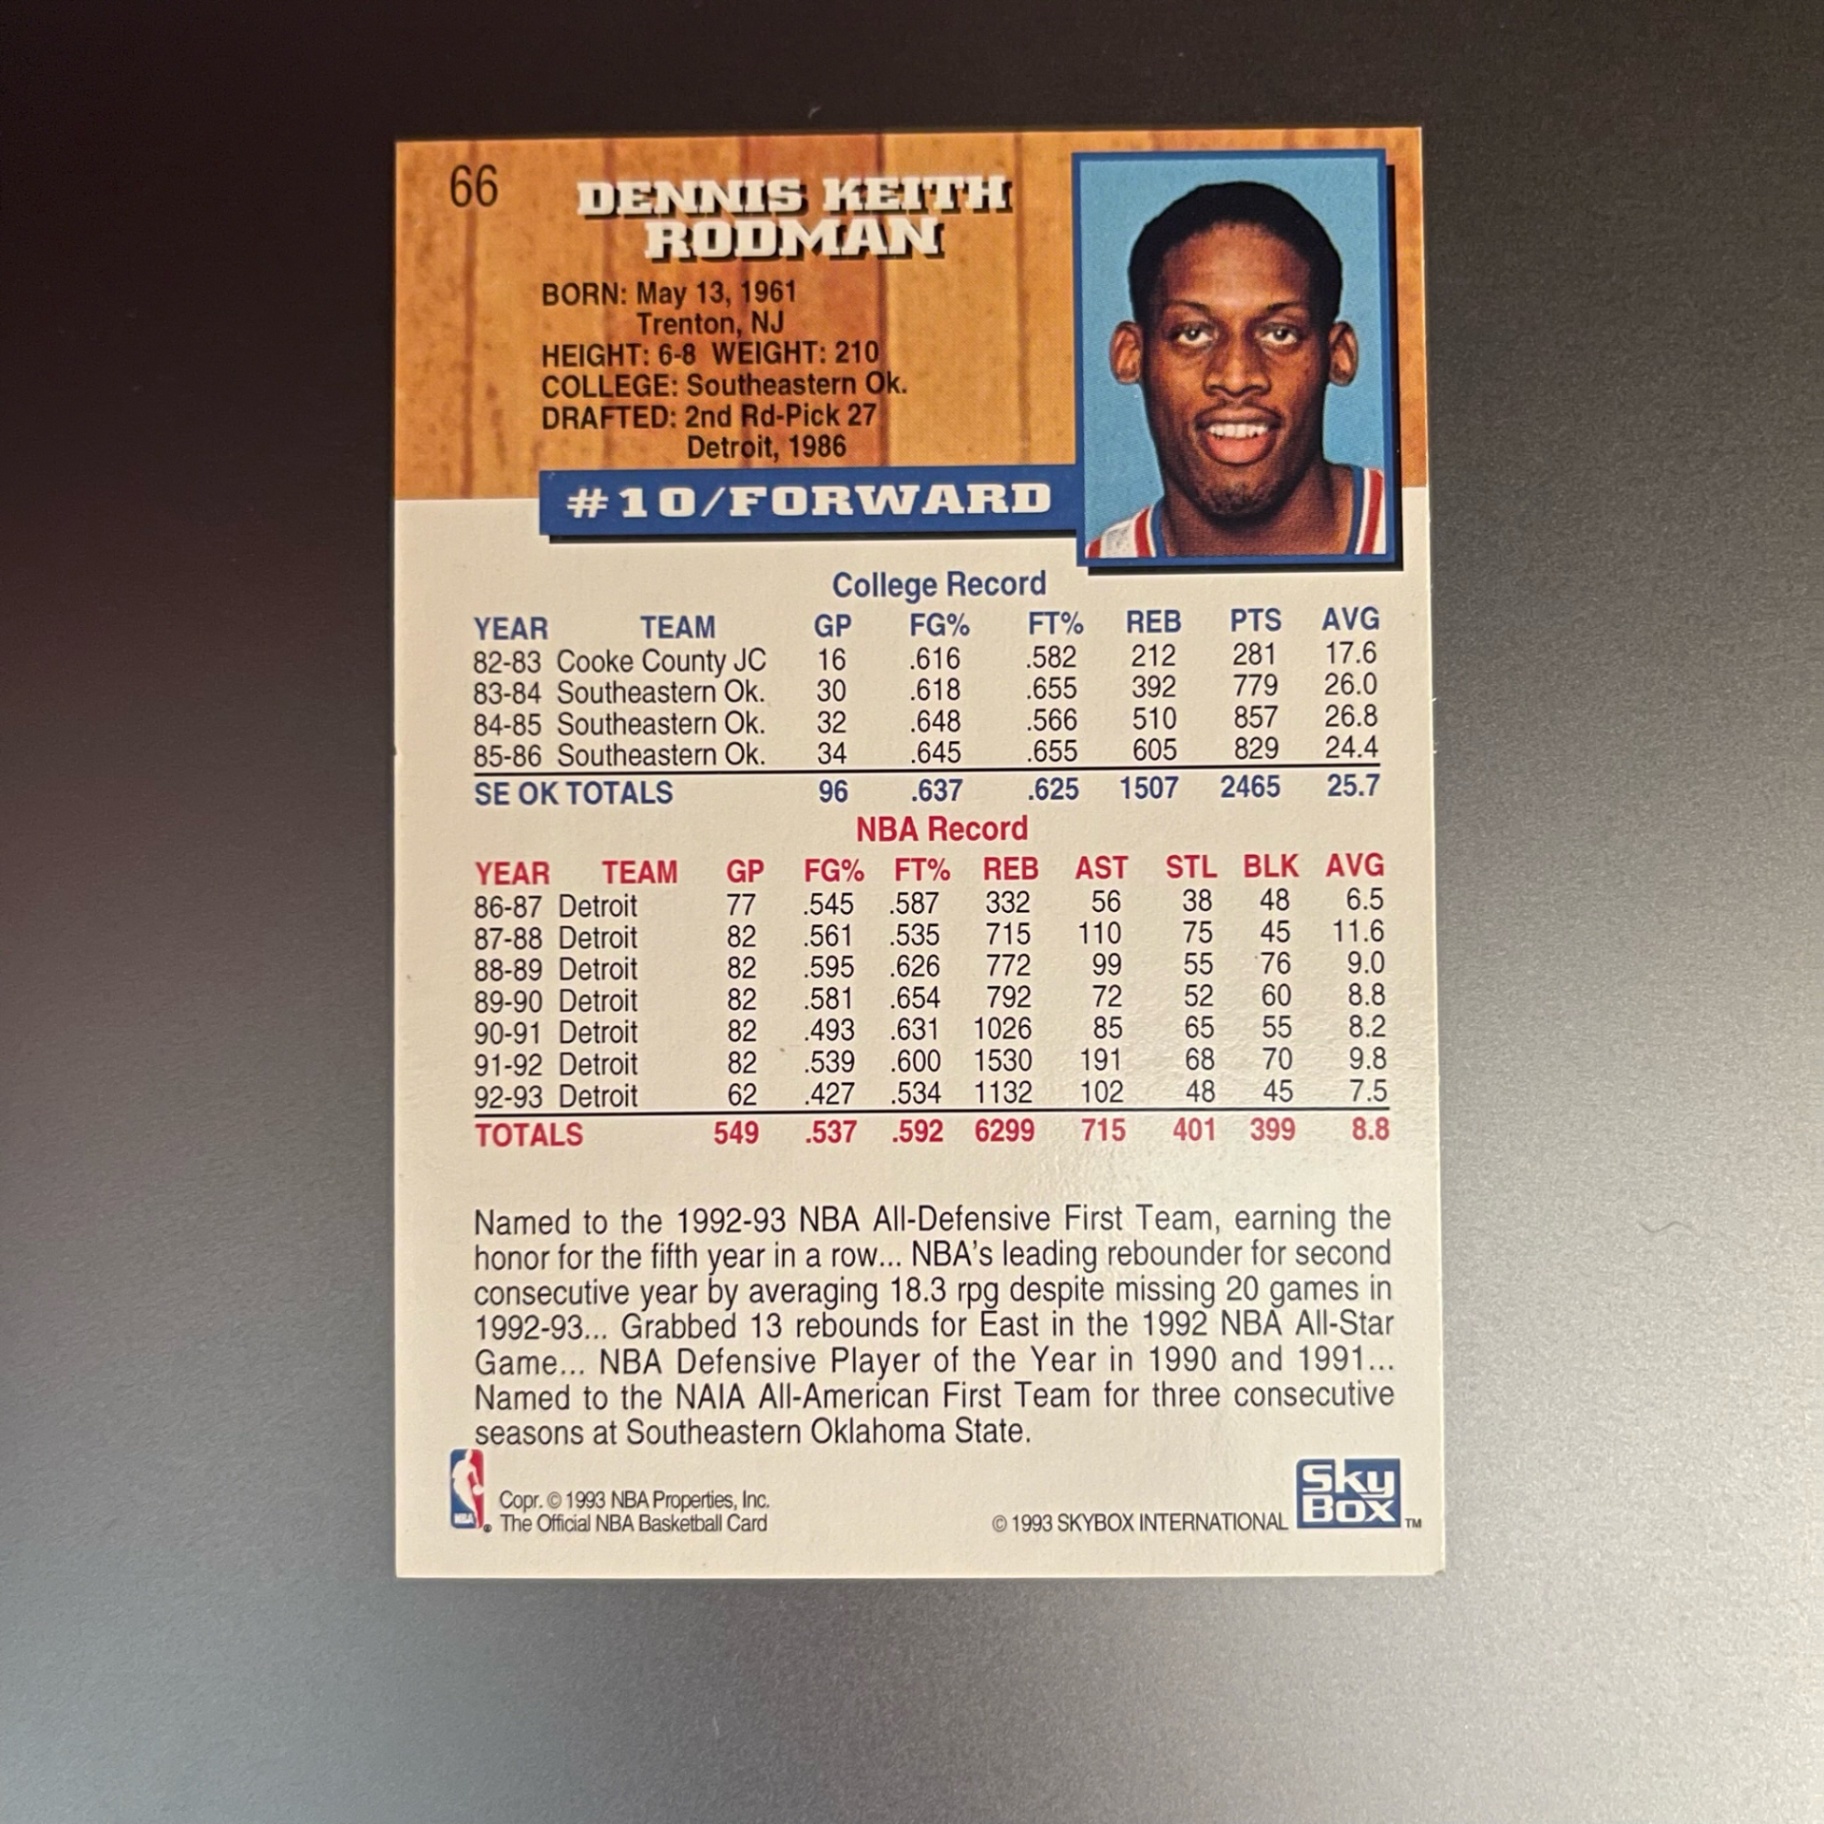 66
DENNIS KEITH
RODMAN
BORN: May 13, 1961
Trenton, NJ
HEIGHT: 6-8 WEIGHT: 210
COLLEGE: Southeastern Ok.
DRAFTED: 2nd Rd-Pick 27
Detroit, 1986
#10/FORWARD
College Record
YEAR TEAM GP FG% FT% REB PTS AVG
82-83 Cooke County JC 16 .616 .582 212 281 17.6
83-84 Southeastern Ok. 30 .618 .655 392 779 26.0
84-85 Southeastern Ok. 32 .648 .566 510 857 26.8
85-86 Southeastern Ok. 34 .645 .655 605 829 24.4
SE OK TOTALS 96 .637 .625 1507 2465 25.7
NBA Record
YEAR TEAM GP FG% FT% REB AST STL BLK AVG
86-87 Detroit 77 .545 .587 332 56 38 48 6.5
87-88 Detroit 82 .561 .535 715 110 75 45 11.6
88-89 Detroit 82 .595 .626 772 99 55 76 9.0
89-90 Detroit 82 .581 .654 792 72 52 60 8.8
90-91 Detroit 82 .493 .631 1026 85 65 55 8.2
91-92 Detroit 82 .539 .600 1530 191 68 70 9.8
92-93 Detroit 62 .427 .534 1132 102 48 45 7.5
TOTALS 549 .537 .592 6299 715 401 399 8.8
Named to the 1992-93 NBA All-Defensive First Team, earning the
honor for the fifth year in a row... NBA's leading rebounder for second
consecutive year by averaging 18.3 rpg despite missing 20 games in
1992-93... Grabbed 13 rebounds for East in the 1992 NBA All-Star
Game... NBA Defensive Player of the Year in 1990 and 1991...
Named to the NAIA All-American First Team for three consecutive
seasons at Southeastern Oklahoma State.
NBA ®
Copr. © 1993 NBA Properties, Inc.
The Official NBA Basketball Card
© 1993 SKYBOX INTERNATIONAL
Sky
Box TM